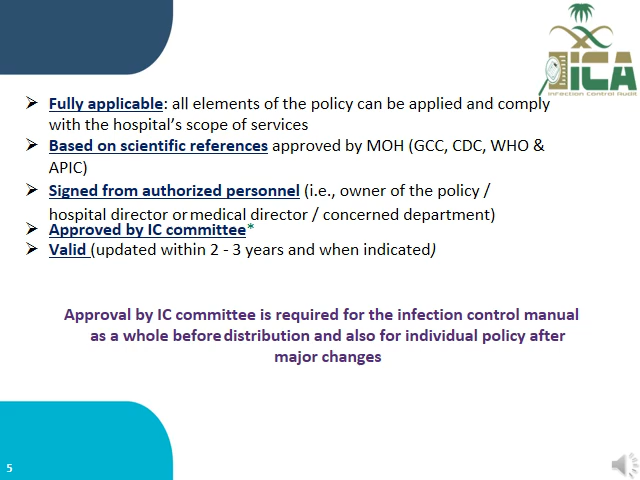 iCA
Infection Control Audit
➢ Fully applicable: all elements of the policy can be applied and comply
with the hospital’s scope of services
➢ Based on scientific references approved by MOH (GCC, CDC, WHO &
APIC)
➢ Signed from authorized personnel (i.e., owner of the policy /
hospital director or medical director / concerned department)
➢ Approved by IC committee*
➢ Valid (updated within 2 - 3 years and when indicated)
Approval by IC committee is required for the infection control manual
as a whole before distribution and also for individual policy after
major changes
5